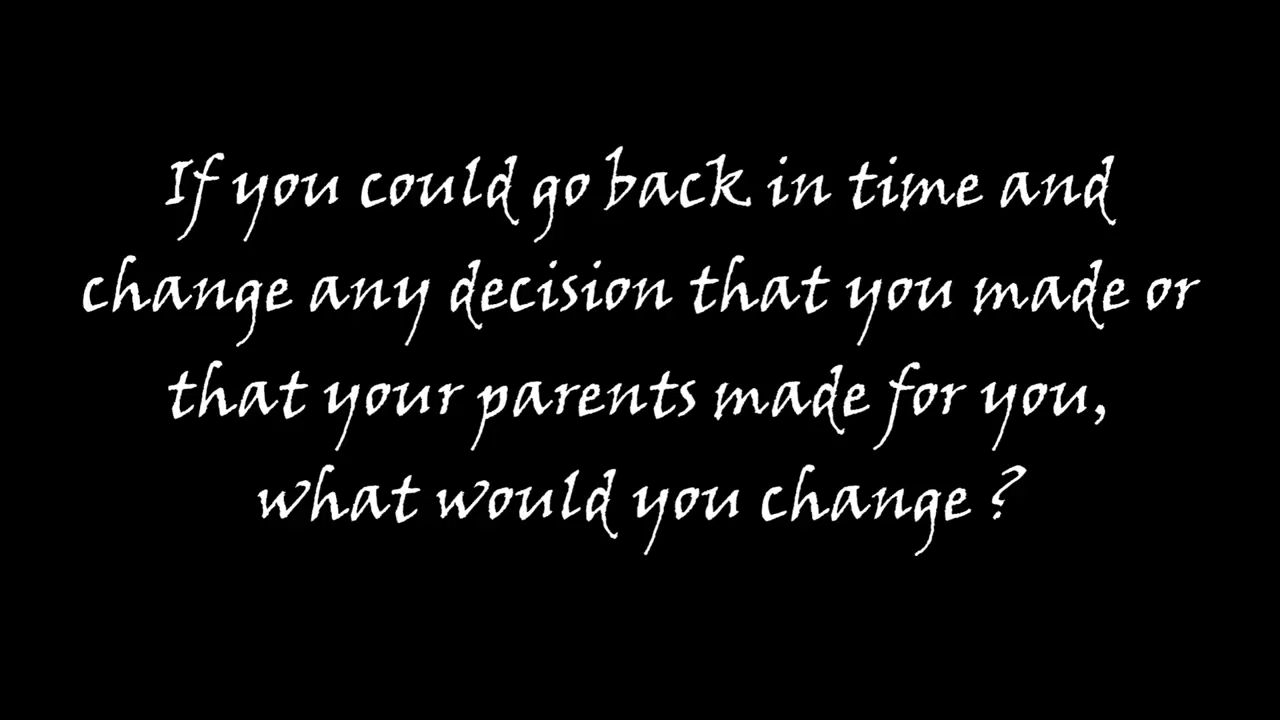 If you could go back in time and
change any decision that you made or
that your parents made for you,
what would you change ?